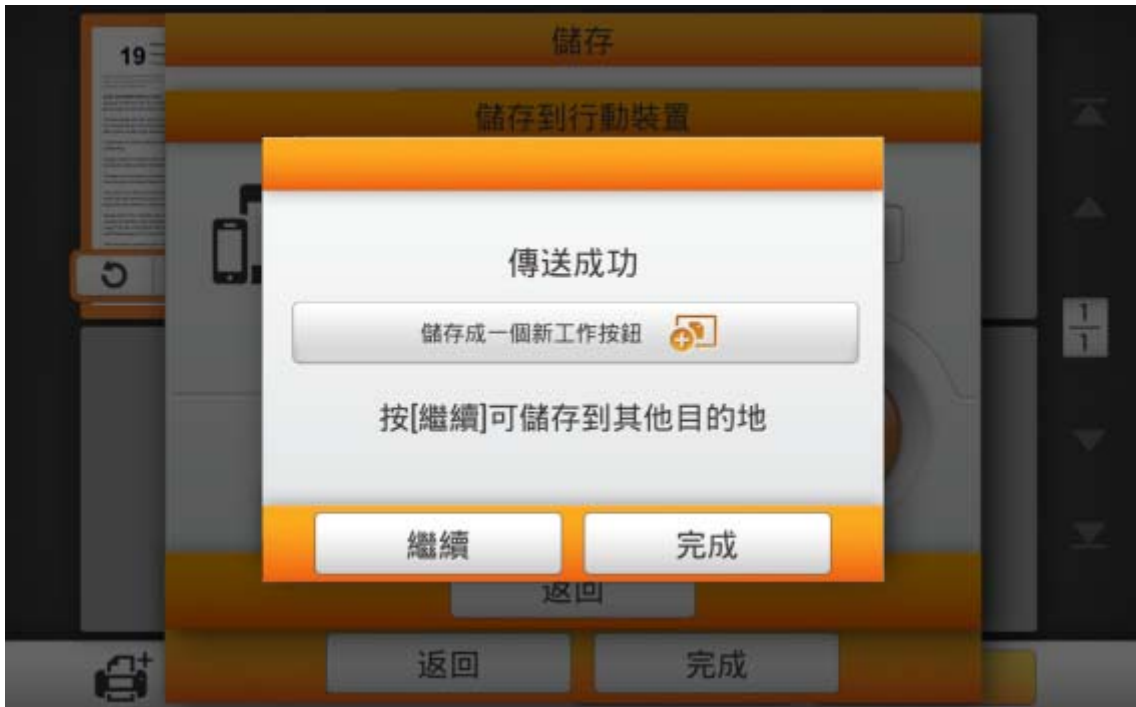 19
儲存
儲存到行動裝置
傳送成功
儲存成一個新工作按鈕
按[繼續]可儲存到其他目的地
1
1
繼續
完成
返回
返回
完成